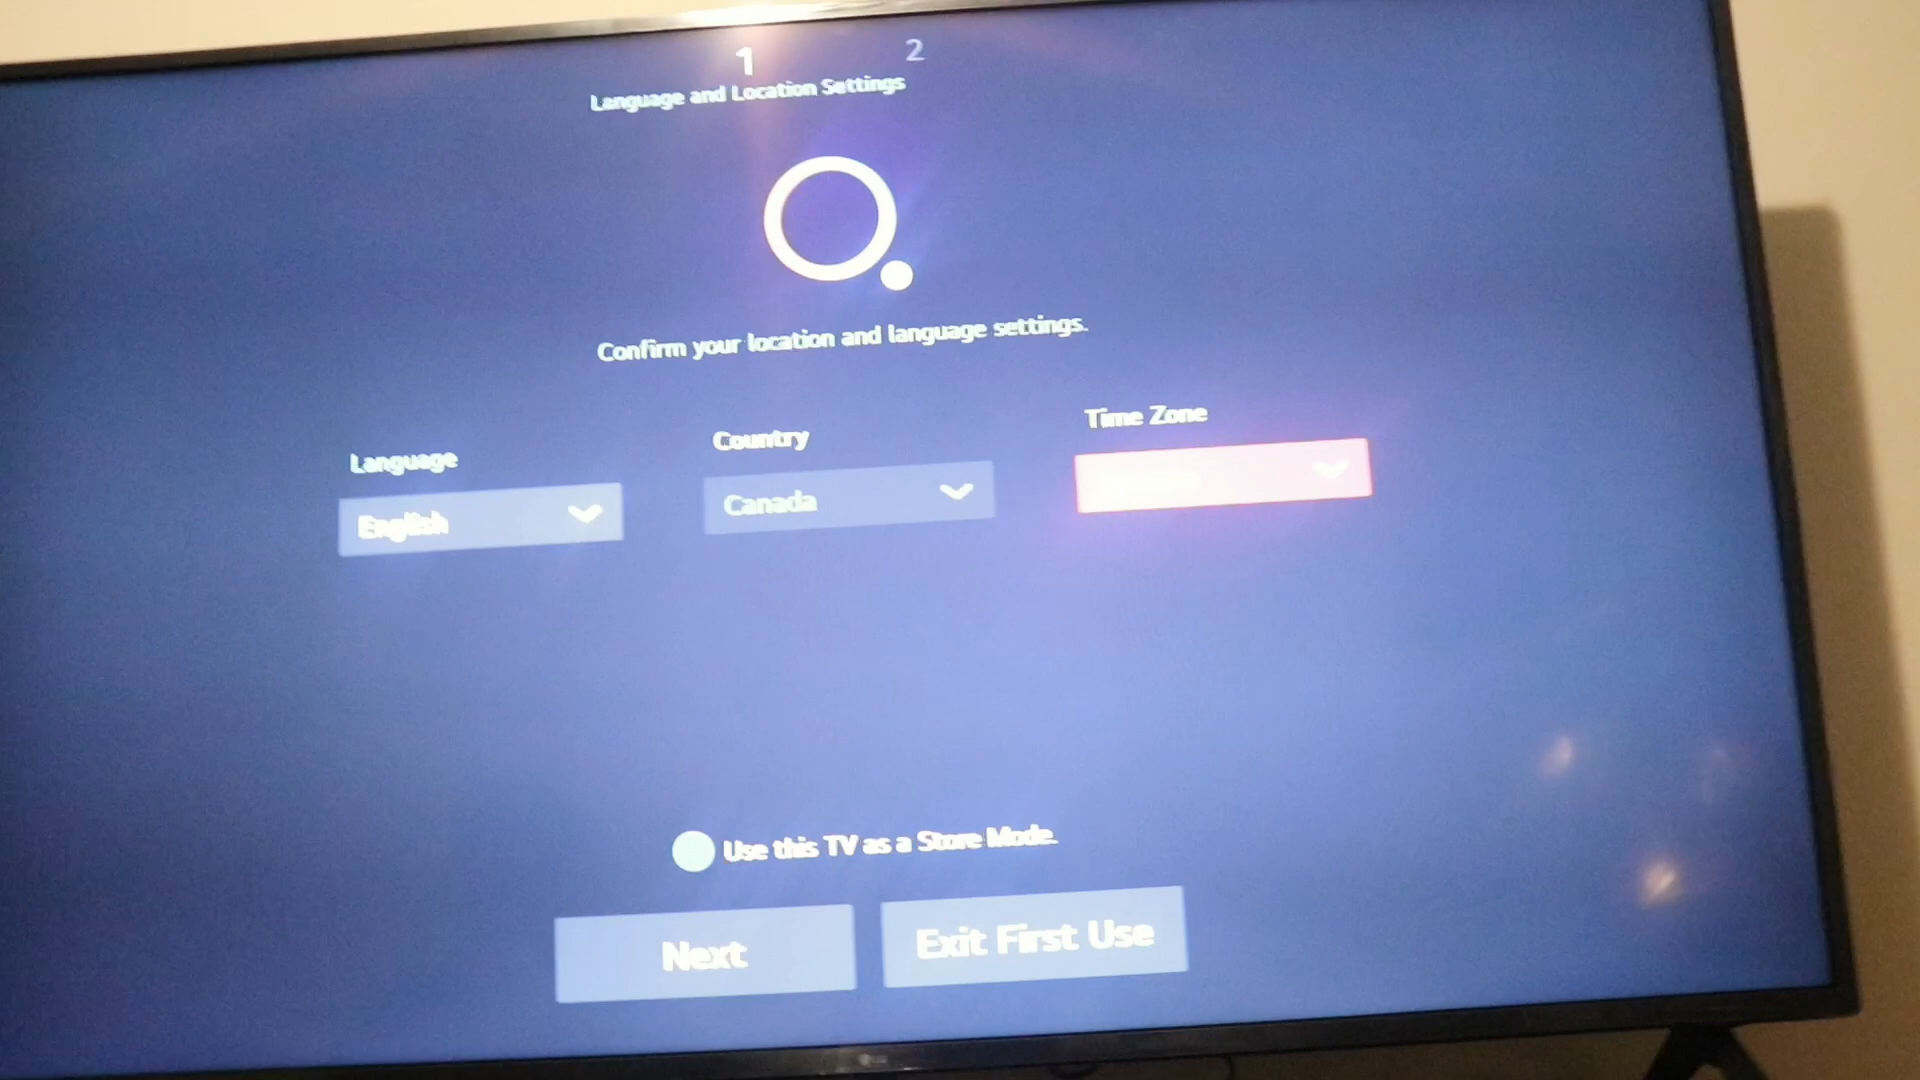 1 2
Language and Location Settings
Confirm your location and language settings.
Language Country Time Zone
English Canada
Use this TV as a Store Mode.
Next Exit First Use